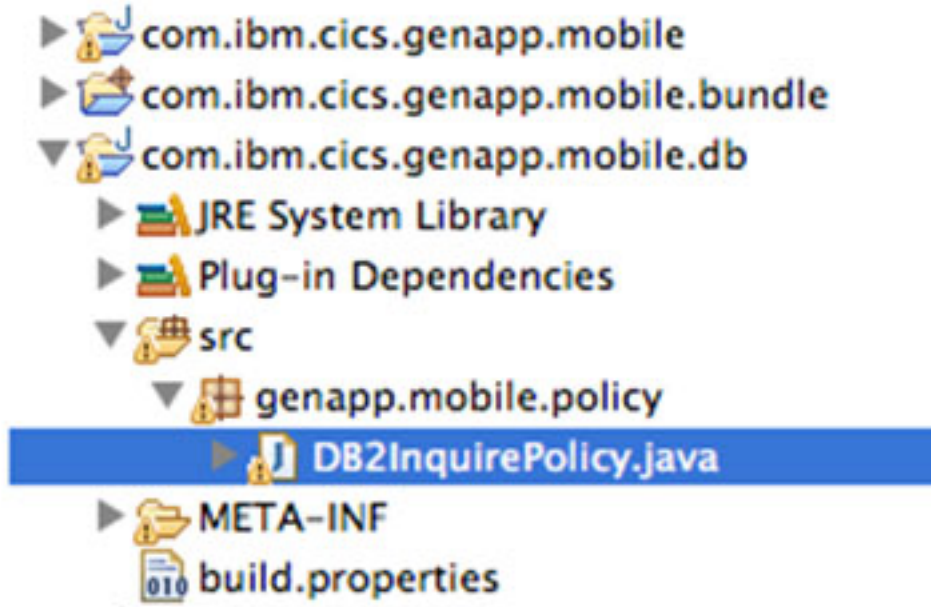 com.ibm.cics.genapp.mobile
com.ibm.cics.genapp.mobile.bundle
com.ibm.cics.genapp.mobile.db
JRE System Library
Plug-in Dependencies
src
genapp.mobile.policy
DB2InquirePolicy.java
META-INF
build.properties